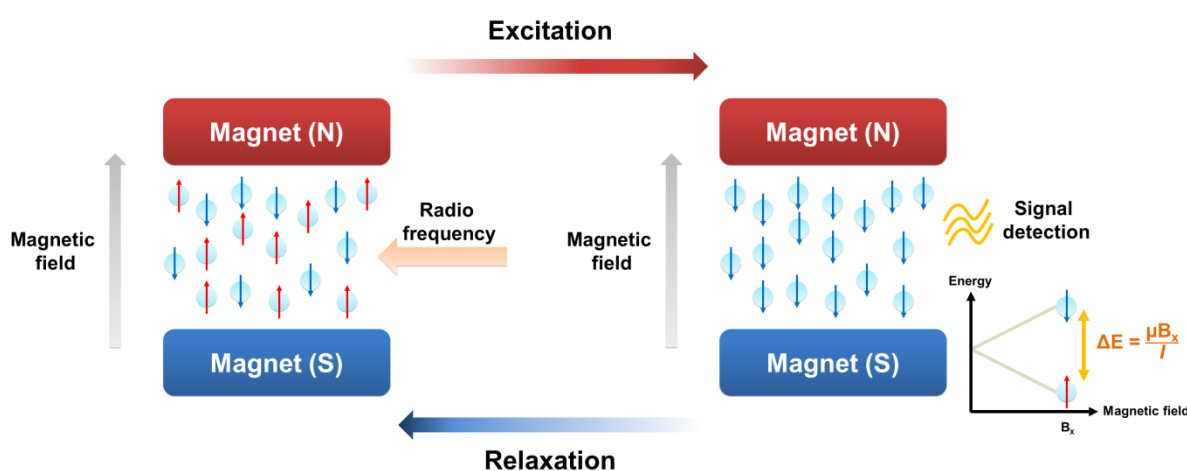 Excitation
Magnet (N)
Magnet (N)
Magnetic
field
Radio
frequency
Magnetic
field
Signal
detection
Magnet (S)
Magnet (S)
Energy
ΔE = μBₓ/I
Magnetic field
Bₓ
Relaxation